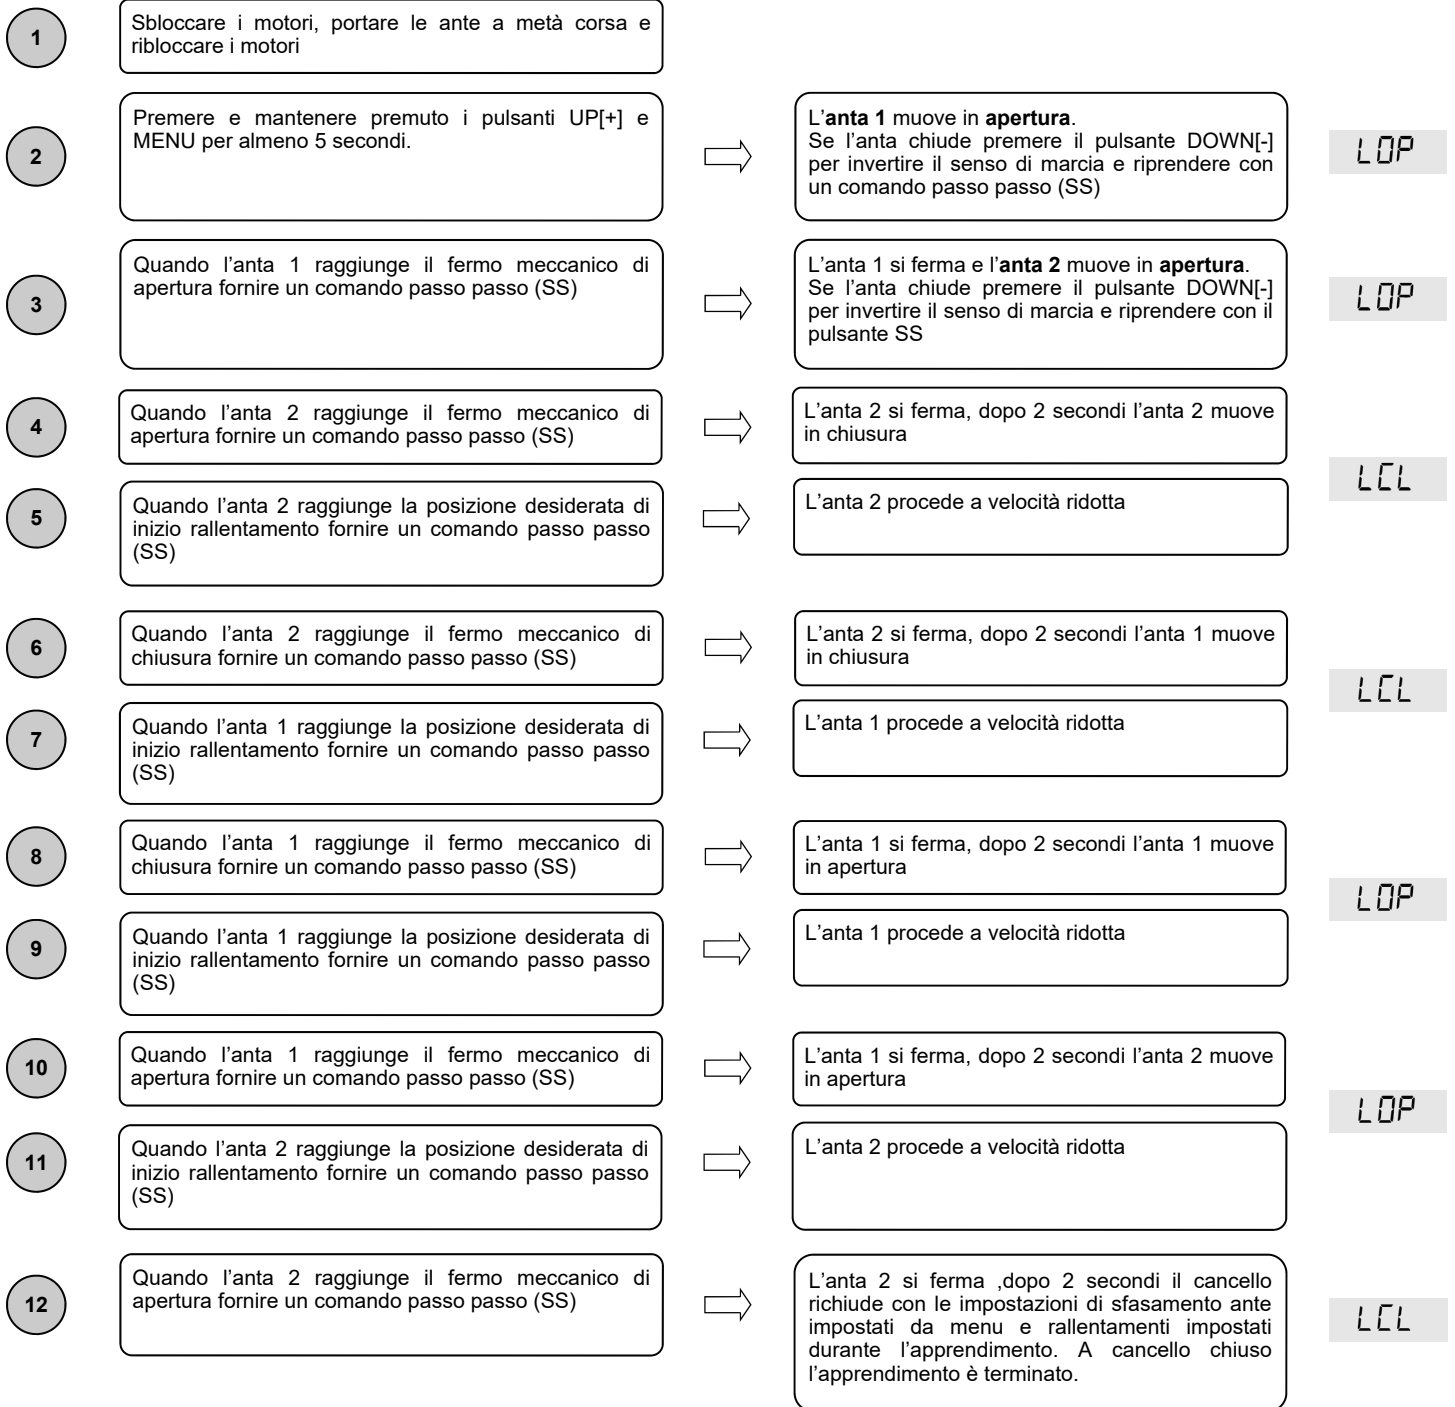 1
Sbloccare i motori, portare le ante a metà corsa e
ribloccare i motori
2
Premere e mantenere premuto i pulsanti UP[+] e
MENU per almeno 5 secondi.
L'anta 1 muove in apertura.
Se l'anta chiude premere il pulsante DOWN[-]
per invertire il senso di marcia e riprendere con
un comando passo passo (SS)
LOP
3
Quando l'anta 1 raggiunge il fermo meccanico di
apertura fornire un comando passo passo (SS)
L'anta 1 si ferma e l'anta 2 muove in apertura.
Se l'anta chiude premere il pulsante DOWN[-]
per invertire il senso di marcia e riprendere con il
pulsante SS
LOP
4
Quando l'anta 2 raggiunge il fermo meccanico di
apertura fornire un comando passo passo (SS)
L'anta 2 si ferma, dopo 2 secondi l'anta 2 muove
in chiusura
LCL
5
Quando l'anta 2 raggiunge la posizione desiderata di
inizio rallentamento fornire un comando passo passo
(SS)
L'anta 2 procede a velocità ridotta
6
Quando l'anta 2 raggiunge il fermo meccanico di
chiusura fornire un comando passo passo (SS)
L'anta 2 si ferma, dopo 2 secondi l'anta 1 muove
in chiusura
LCL
7
Quando l'anta 1 raggiunge la posizione desiderata di
inizio rallentamento fornire un comando passo passo
(SS)
L'anta 1 procede a velocità ridotta
8
Quando l'anta 1 raggiunge il fermo meccanico di
chiusura fornire un comando passo passo (SS)
L'anta 1 si ferma, dopo 2 secondi l'anta 1 muove
in apertura
LOP
9
Quando l'anta 1 raggiunge la posizione desiderata di
inizio rallentamento fornire un comando passo passo
(SS)
L'anta 1 procede a velocità ridotta
10
Quando l'anta 1 raggiunge il fermo meccanico di
apertura fornire un comando passo passo (SS)
L'anta 1 si ferma, dopo 2 secondi l'anta 2 muove
in apertura
LOP
11
Quando l'anta 2 raggiunge la posizione desiderata di
inizio rallentamento fornire un comando passo passo
(SS)
L'anta 2 procede a velocità ridotta
12
Quando l'anta 2 raggiunge il fermo meccanico di
apertura fornire un comando passo passo (SS)
L'anta 2 si ferma ,dopo 2 secondi il cancello
richiude con le impostazioni di sfasamento ante
impostati da menu e rallentamenti impostati
durante l'apprendimento. A cancello chiuso
l'apprendimento è terminato.
LCL